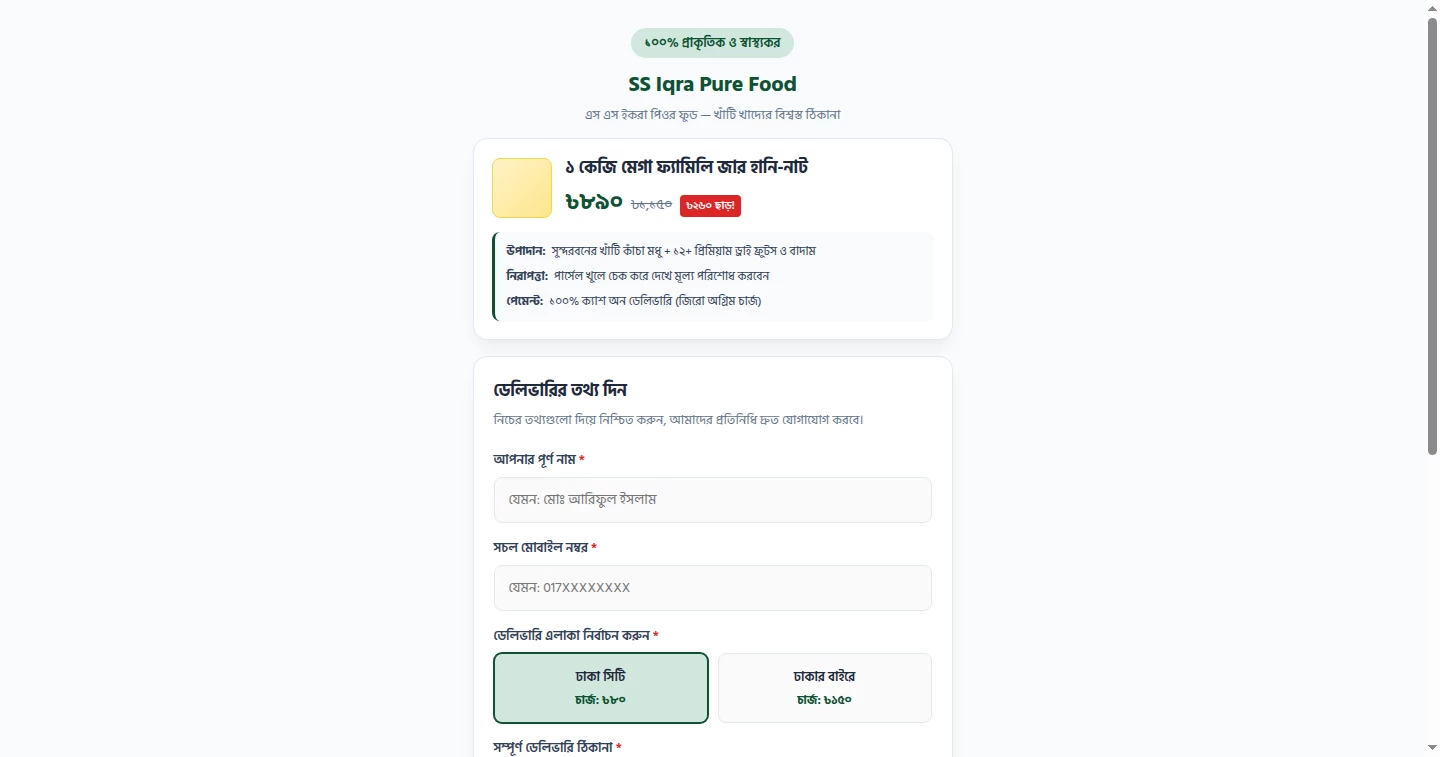 ১০০% প্রাকৃতিক ও স্বাস্থ্যকর
SS Iqra Pure Food
এস এস ইকরা পিওর ফুড — খাঁটি খাদ্যের বিশ্বস্ত ঠিকানা
১ কেজি মেগা ফ্যামিলি জার হানি-নাট
৳৮৯০ ৳১,১৫০ ৳২৬০ ছাড়!
উপাদান: সুন্দরবনের খাঁটি কাঁচা মধু + ১২+ প্রিমিয়াম ড্রাই ফ্রুটস ও বাদাম
নিরাপত্তা: পার্সেল খুলে চেক করে দেখে মূল্য পরিশোধ করবেন
পেমেন্ট: ১০০% ক্যাশ অন ডেলিভারি (জিরো অগ্রিম চার্জ)
ডেলিভারির তথ্য দিন
নিচের তথ্যগুলো দিয়ে নিশ্চিত করুন, আমাদের প্রতিনিধি দ্রুত যোগাযোগ করবে।
আপনার পূর্ণ নাম *
যেমন: মোঃ আরিফুল ইসলাম
সচল মোবাইল নম্বর *
যেমন: 017XXXXXXXX
ডেলিভারি এলাকা নির্বাচন করুন *
ঢাকা সিটি
চার্জ: ৳৮০
ঢাকার বাইরে
চার্জ: ৳১৫০
সম্পূর্ণ ডেলিভারি ঠিকানা *